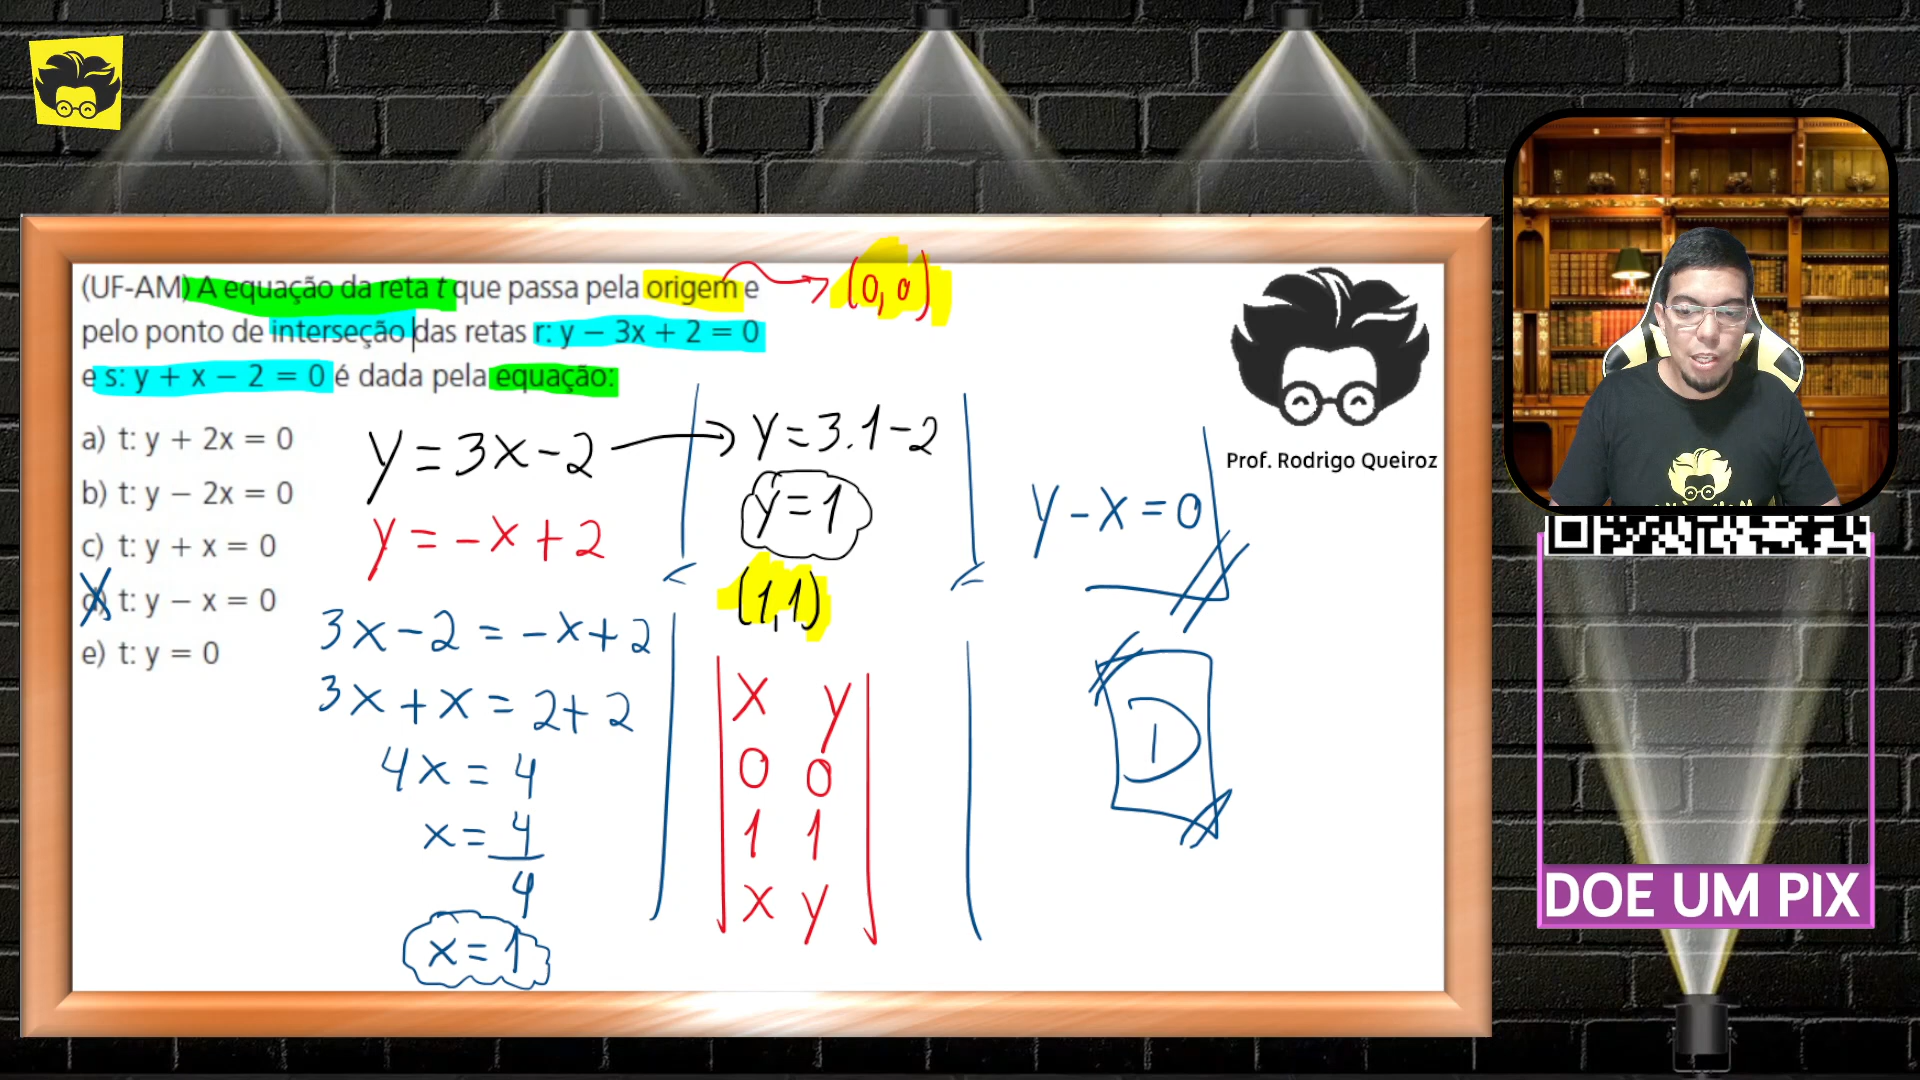 (UF-AM) A equação da reta t que passa pela origem e
(0, 0)
pelo ponto de interseção das retas r: y − 3x + 2 = 0
e s: y + x − 2 = 0 é dada pela equação:
a) t: y + 2x = 0
b) t: y − 2x = 0
c) t: y + x = 0
d) t: y − x = 0
e) t: y = 0
y = 3x − 2
y = −x + 2
3x − 2 = −x + 2
3x + x = 2 + 2
4x = 4
x = 4
4
x = 1
y = 3.1 − 2
y = 1
(1, 1)
x y
0 0
1 1
x y
y − x = 0
D
Prof. Rodrigo Queiroz
DOE UM PIX